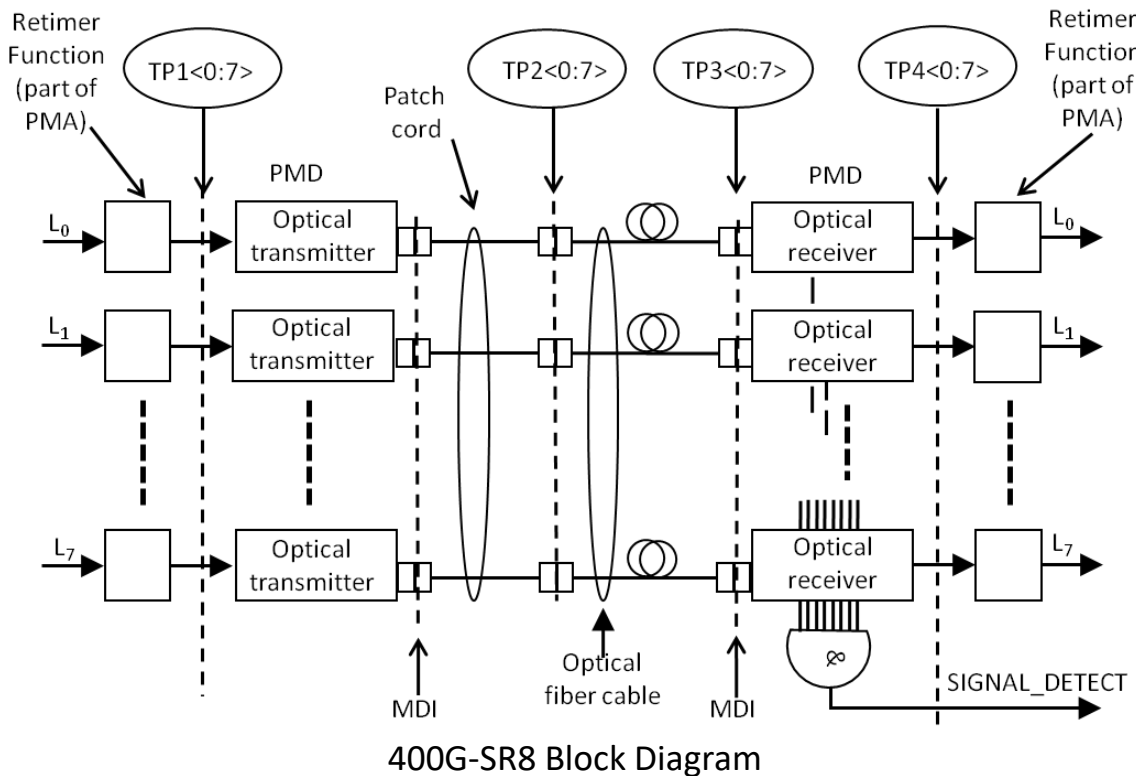 Retimer
Function
(part of
PMA)
TP1<0:7>
Patch
cord
TP2<0:7>
TP3<0:7>
TP4<0:7>
Retimer
Function
(part of
PMA)
PMD
PMD
L0
Optical
transmitter
Optical
receiver
L0
L1
Optical
transmitter
Optical
receiver
L1
L7
Optical
transmitter
Optical
receiver
L7
&
MDI
Optical
fiber cable
MDI
SIGNAL_DETECT
400G-SR8 Block Diagram